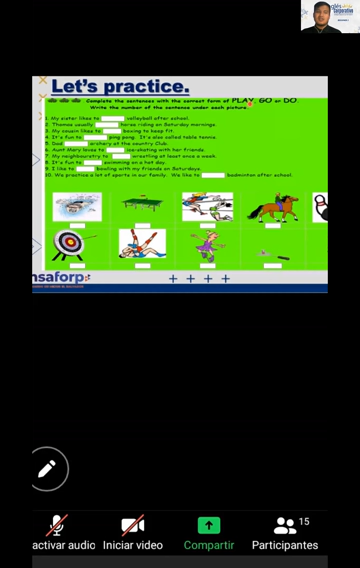 Let's practice.
Complete the sentences with the correct form of PLAY, GO or DO.
Write the number of the sentence under each picture.
1. My sister likes to volleyball after school.
2. Thomas usually horse riding on Saturday mornings.
3. My cousin likes to boxing to keep fit.
4. It's fun to ping pong. It's also called table tennis.
5. Dad archery at the country Club.
6. Aunt Mary loves to ice-skating with her friends.
7. My neighbours try to wrestling at least once a week.
8. It's fun to swimming on a hot day.
9. I like to bowling with my friends on Saturdays.
10. We practice a lot of sports in our family. We like to badminton after school.
nsaforp
activar audio
Iniciar video
Compartir
Participantes
15